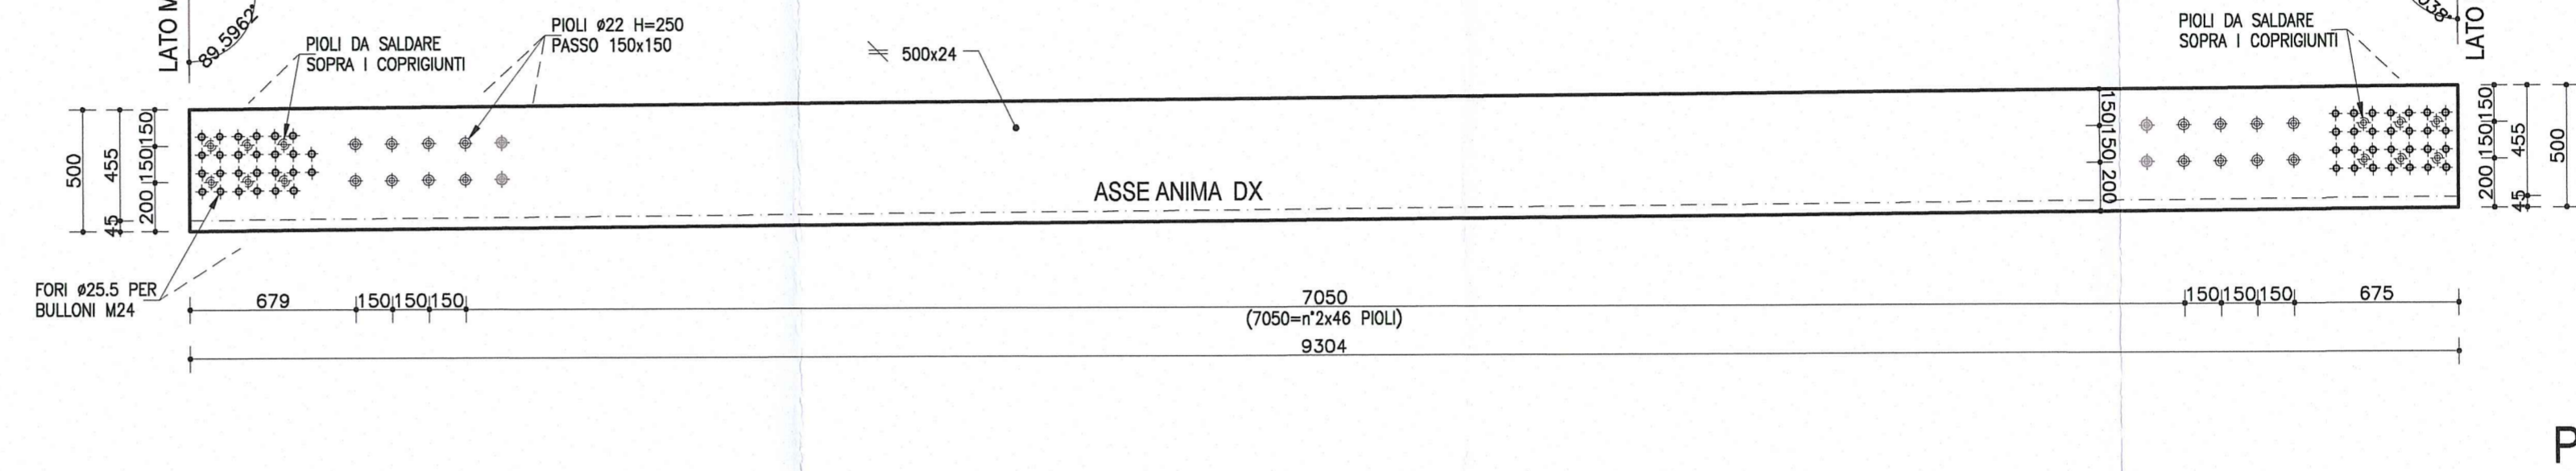 LATO M
89.5962°
PIOLI DA SALDARE
SOPRA I COPRIGIUNTI
PIOLI ø22 H=250
PASSO 150x150
500x24
PIOLI DA SALDARE
SOPRA I COPRIGIUNTI
038°
LATO
500
455
45
150
150
200
ASSE ANIMA DX
150
150
200
150
150
200
455
45
500
FORI ø25.5 PER
BULLONI M24
679
150
150
150
7050
(7050=n°2x46 PIOLI)
150
150
150
675
9304
P